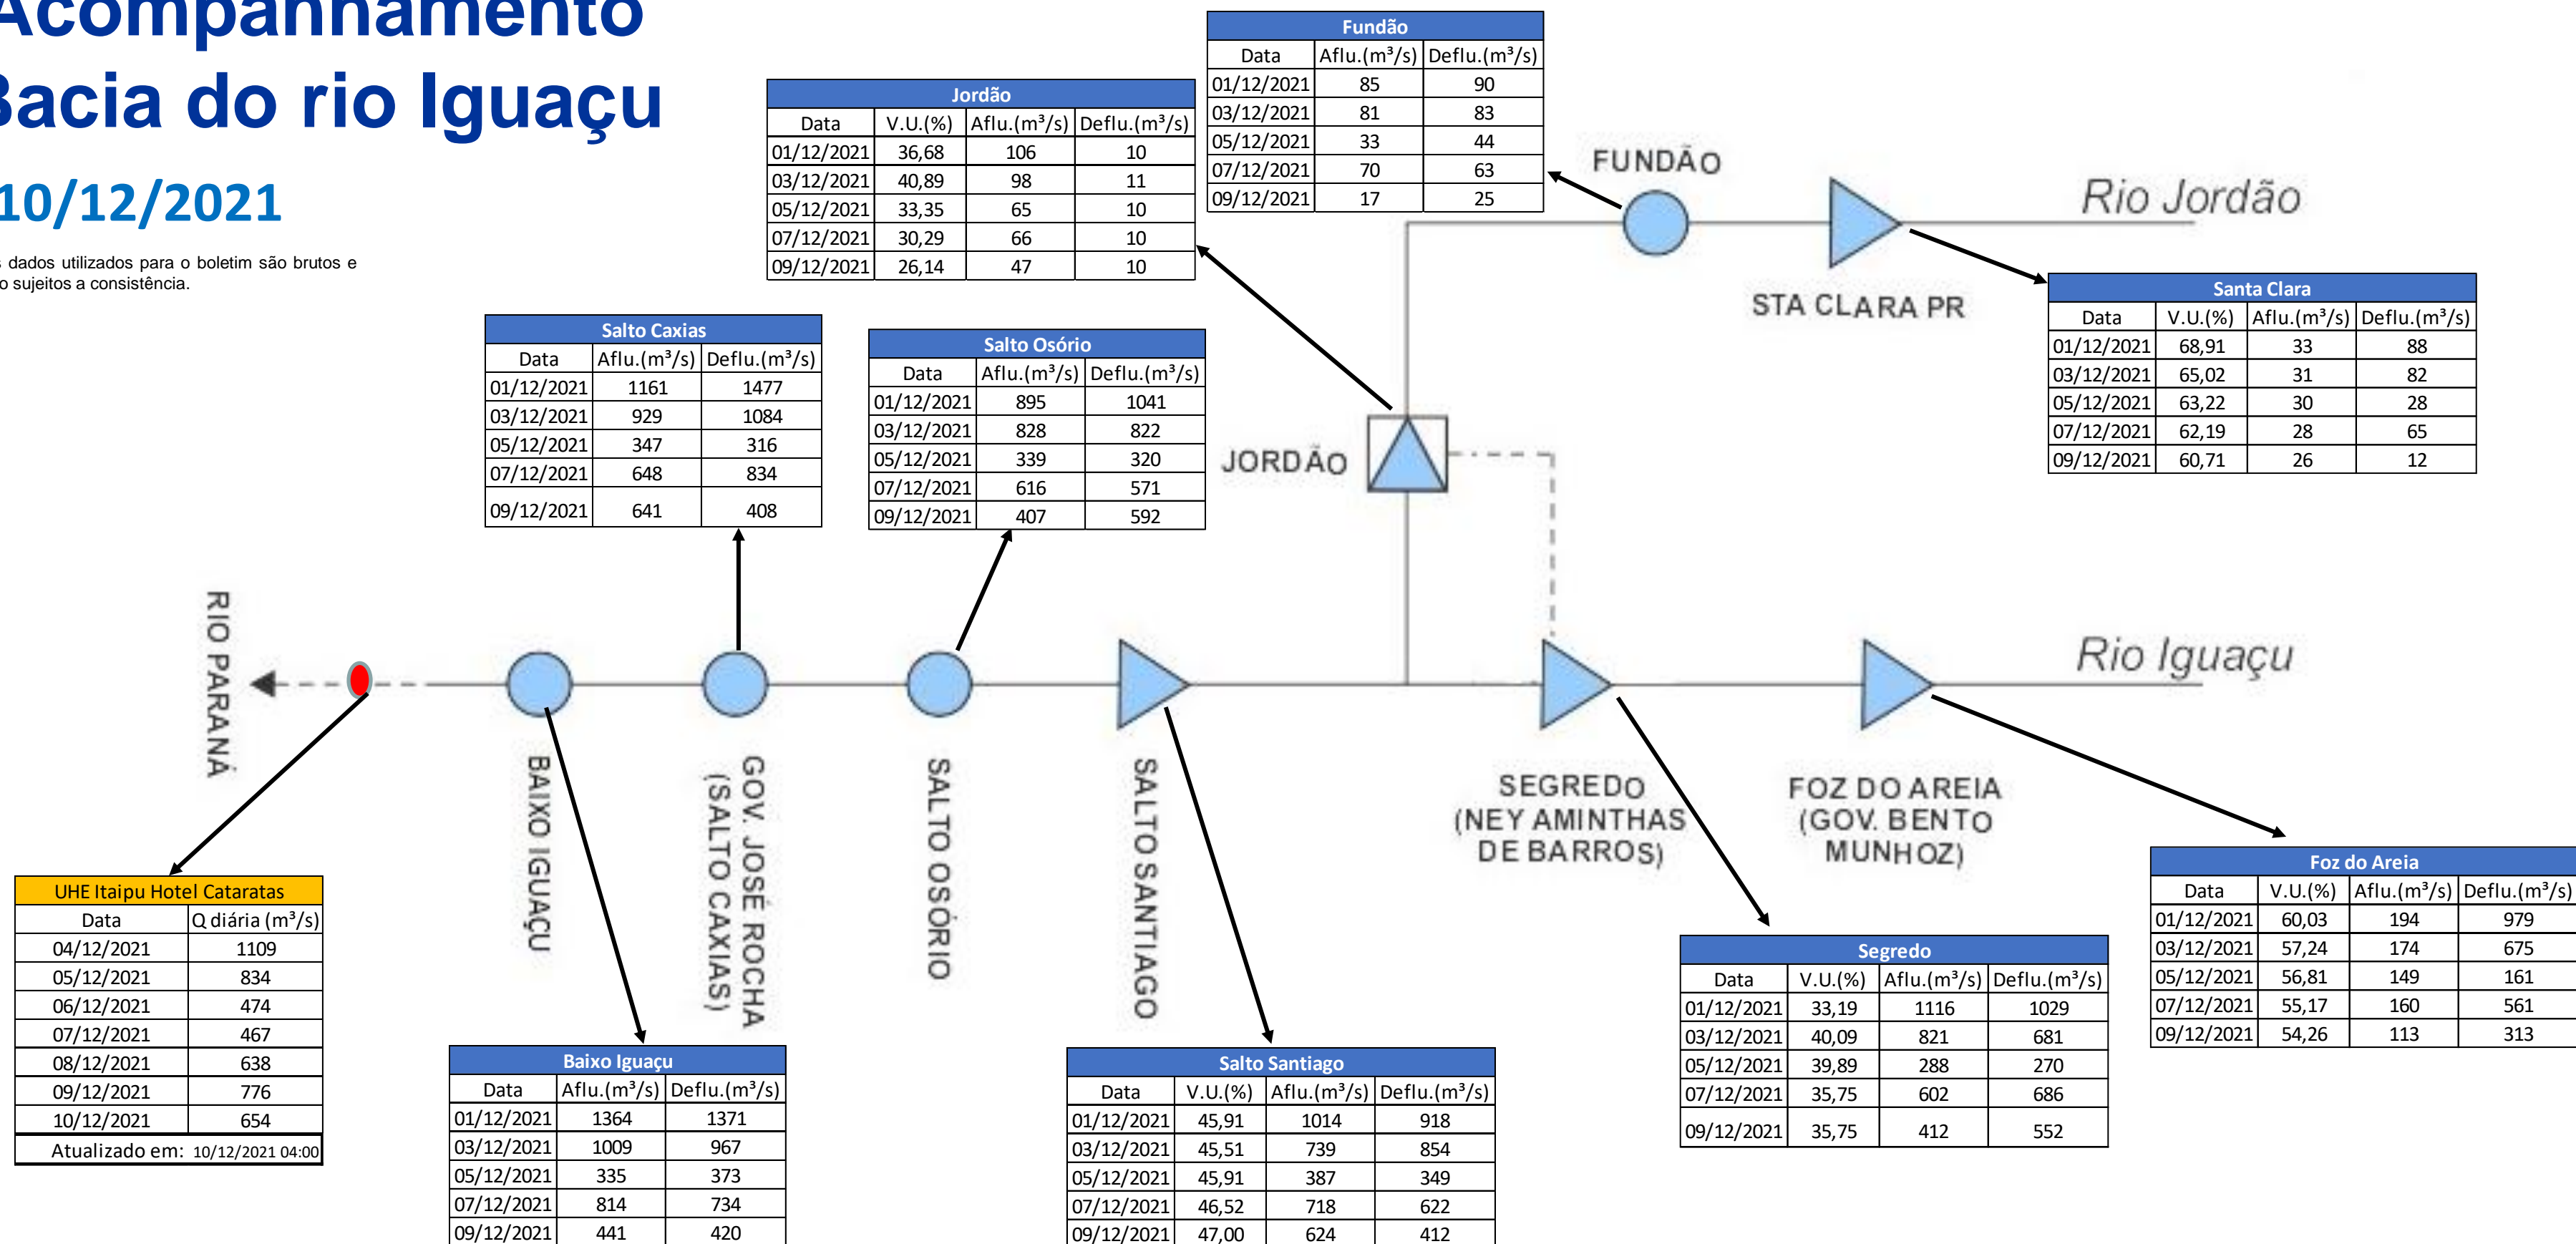 Acompanhamento
Bacia do rio Iguaçu
10/12/2021
s dados utilizados para o boletim são brutos e
o sujeitos a consistência.
Fundão
Data Aflu.(m³/s) Deflu.(m³/s)
01/12/2021 85 90
03/12/2021 81 83
05/12/2021 33 44
07/12/2021 70 63
09/12/2021 17 25
Jordão
Data V.U.(%) Aflu.(m³/s) Deflu.(m³/s)
01/12/2021 36,68 106 10
03/12/2021 40,89 98 11
05/12/2021 33,35 65 10
07/12/2021 30,29 66 10
09/12/2021 26,14 47 10
FUNDÃO
Rio Jordão
STA CLARA PR
Santa Clara
Data V.U.(%) Aflu.(m³/s) Deflu.(m³/s)
01/12/2021 68,91 33 88
03/12/2021 65,02 31 82
05/12/2021 63,22 30 28
07/12/2021 62,19 28 65
09/12/2021 60,71 26 12
Salto Caxias
Data Aflu.(m³/s) Deflu.(m³/s)
01/12/2021 1161 1477
03/12/2021 929 1084
05/12/2021 347 316
07/12/2021 648 834
09/12/2021 641 408
Salto Osório
Data Aflu.(m³/s) Deflu.(m³/s)
01/12/2021 895 1041
03/12/2021 828 822
05/12/2021 339 320
07/12/2021 616 571
09/12/2021 407 592
JORDÃO
RIO PARANÁ
Rio Iguaçu
BAIXO IGUAÇU
GOV. JOSÉ ROCHA
(SALTO CAXIAS)
SALTO OSÓRIO
SALTO SANTIAGO
SEGREDO
(NEY AMINTHAS
DE BARROS)
FOZ DO AREIA
(GOV. BENTO
MUNHOZ)
UHE Itaipu Hotel Cataratas
Data Q diária (m³/s)
04/12/2021 1109
05/12/2021 834
06/12/2021 474
07/12/2021 467
08/12/2021 638
09/12/2021 776
10/12/2021 654
Atualizado em: 10/12/2021 04:00
Baixo Iguaçu
Data Aflu.(m³/s) Deflu.(m³/s)
01/12/2021 1364 1371
03/12/2021 1009 967
05/12/2021 335 373
07/12/2021 814 734
09/12/2021 441 420
Salto Santiago
Data V.U.(%) Aflu.(m³/s) Deflu.(m³/s)
01/12/2021 45,91 1014 918
03/12/2021 45,51 739 854
05/12/2021 45,91 387 349
07/12/2021 46,52 718 622
09/12/2021 47,00 624 412
Segredo
Data V.U.(%) Aflu.(m³/s) Deflu.(m³/s)
01/12/2021 33,19 1116 1029
03/12/2021 40,09 821 681
05/12/2021 39,89 288 270
07/12/2021 35,75 602 686
09/12/2021 35,75 412 552
Foz do Areia
Data V.U.(%) Aflu.(m³/s) Deflu.(m³/s)
01/12/2021 60,03 194 979
03/12/2021 57,24 174 675
05/12/2021 56,81 149 161
07/12/2021 55,17 160 561
09/12/2021 54,26 113 313